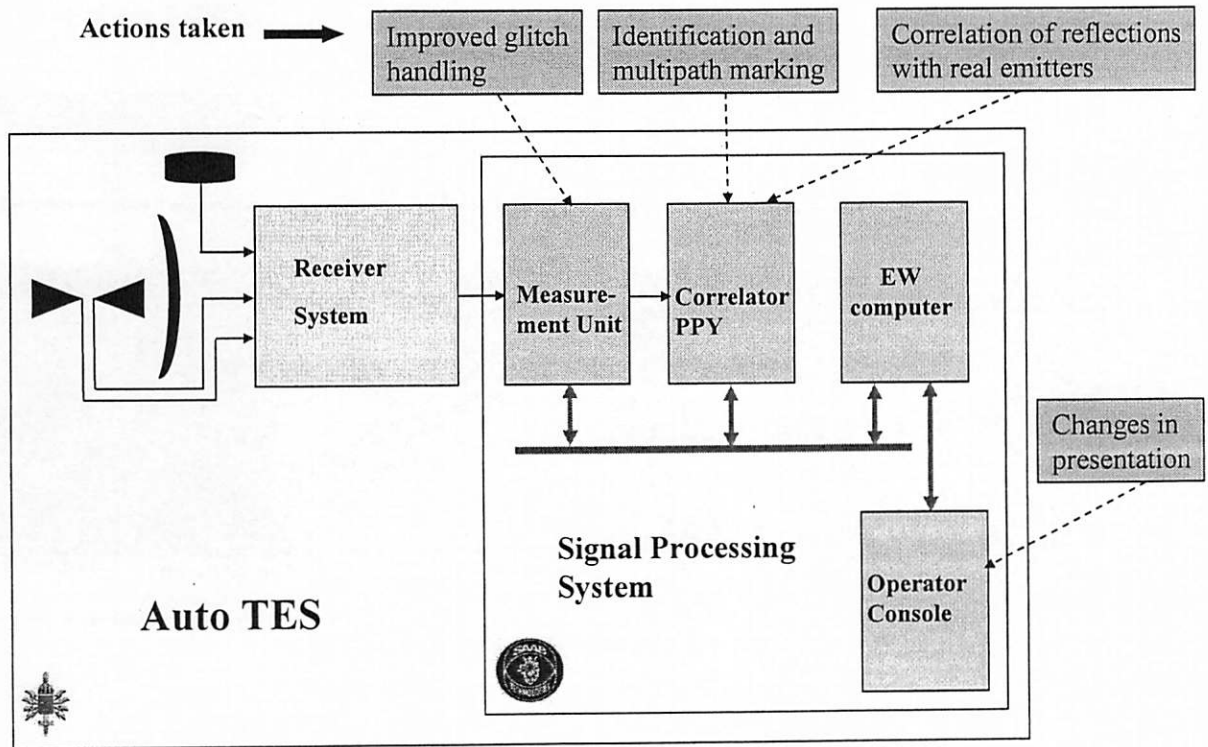 Actions taken
Improved glitch
handling
Identification and
multipath marking
Correlation of reflections
with real emitters
Receiver
System
Measure-
ment Unit
Correlator
PPY
EW
computer
Changes in
presentation
Signal Processing
System
Operator
Console
Auto TES
SAAB